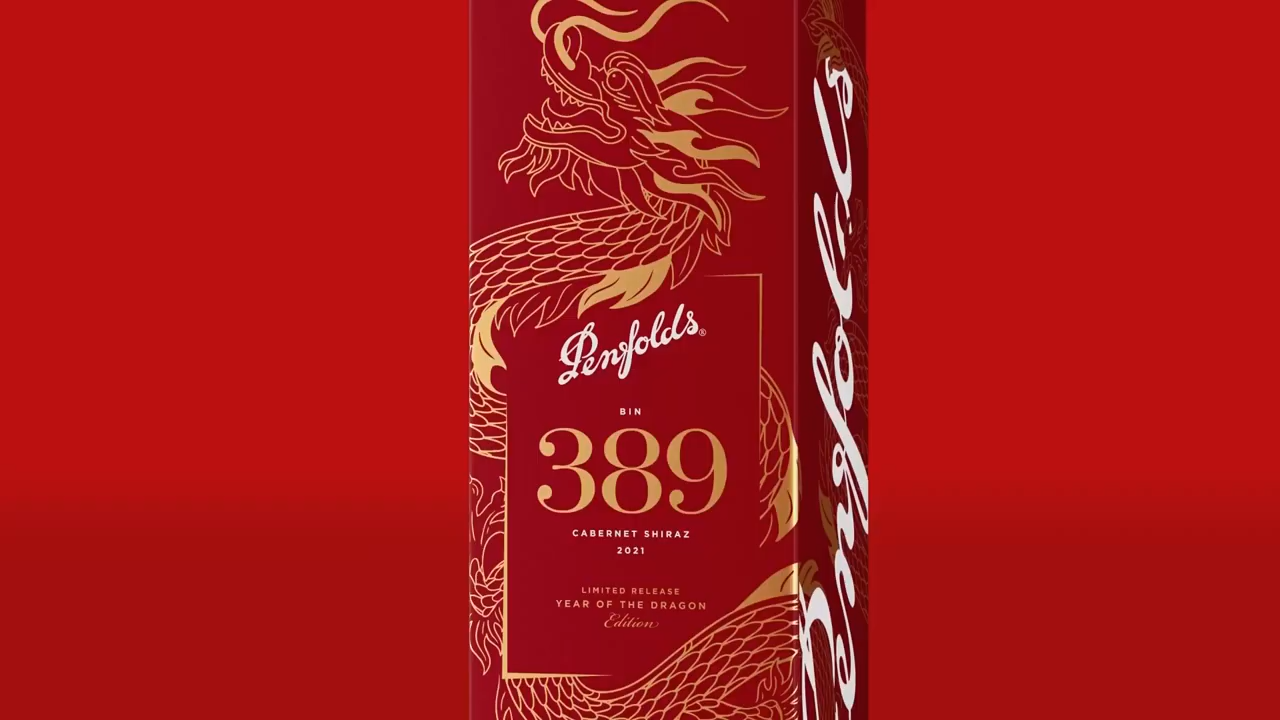 Penfolds®
BIN
389
CABERNET SHIRAZ
2021
LIMITED RELEASE
YEAR OF THE DRAGON
Edition
Penfolds